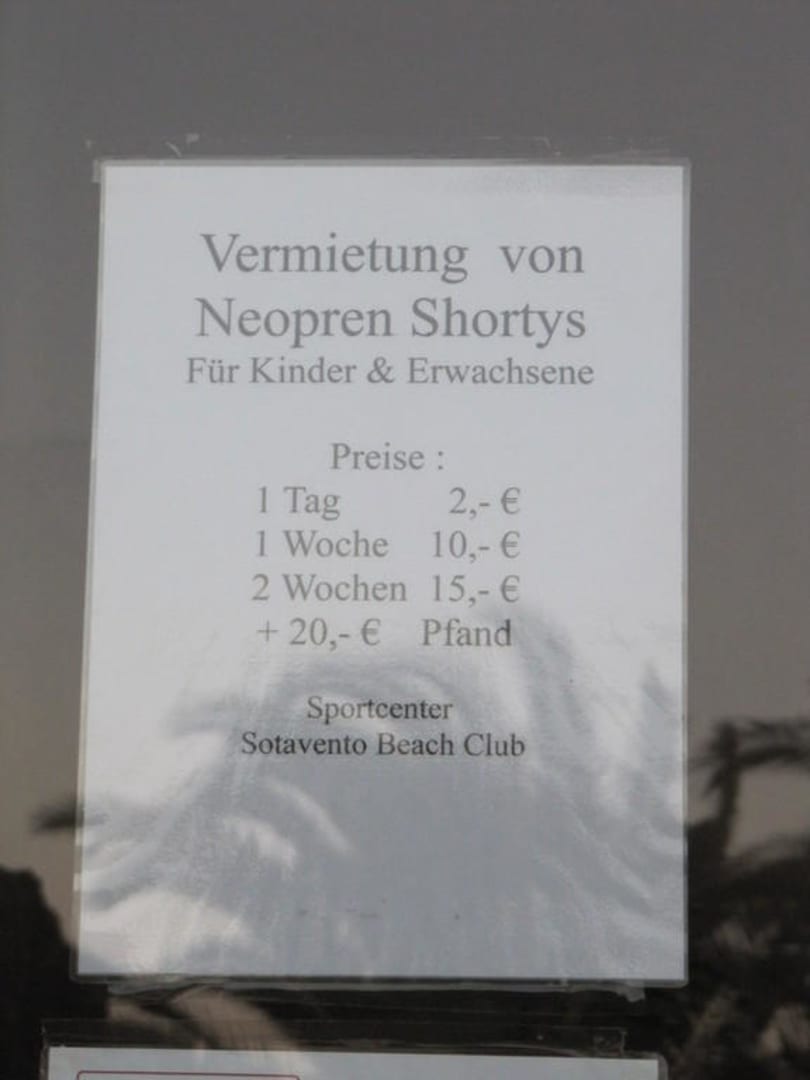 Vermietung von
Neopren Shortys
Für Kinder & Erwachsene
Preise :
1 Tag 2,- €
1 Woche 10,- €
2 Wochen 15,- €
+ 20,- € Pfand
Sportcenter
Sotavento Beach Club